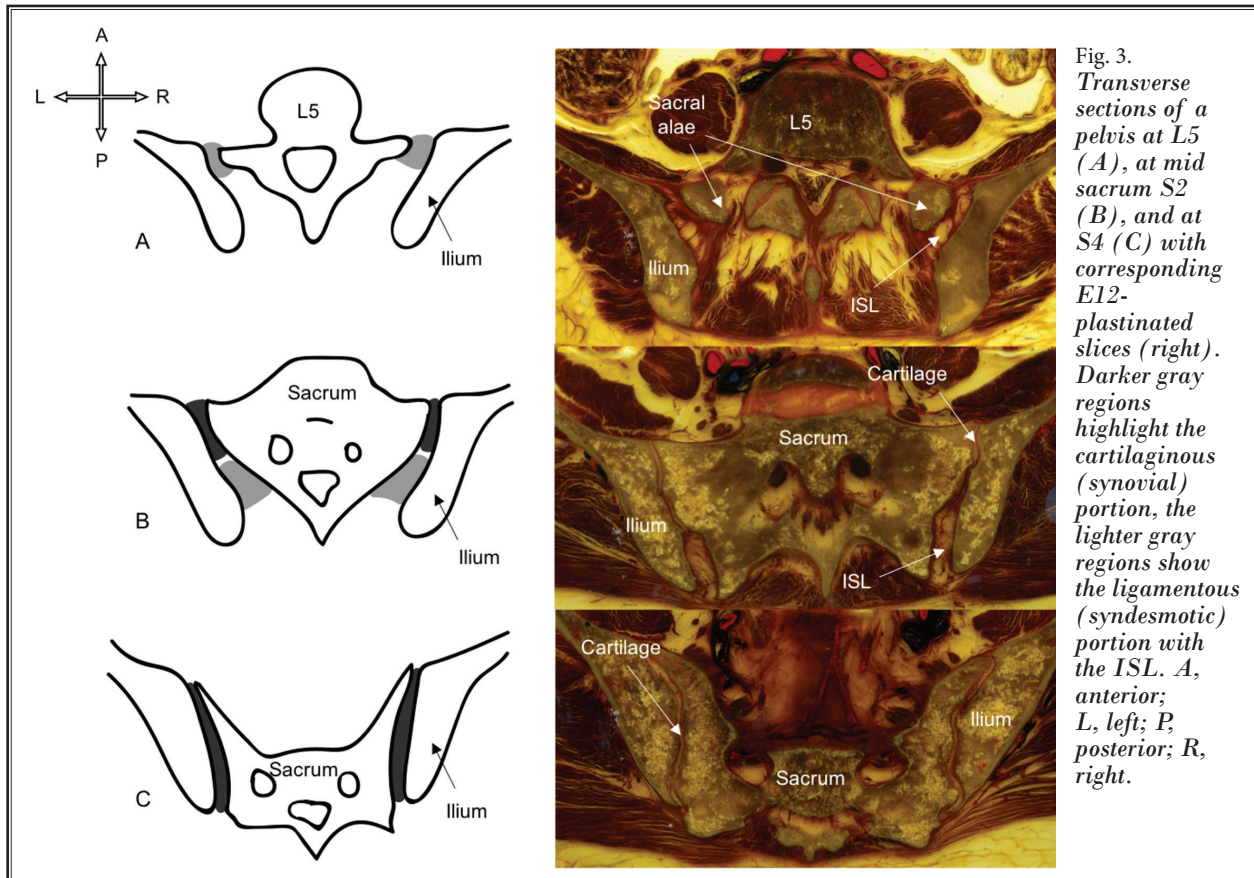 A
L
R
P
L5
A
Ilium
Sacrum
B
Ilium
Sacrum
C
Ilium
Sacral
alae
L5
Ilium
ISL
Cartilage
Sacrum
Ilium
ISL
Cartilage
Ilium
Sacrum
Fig. 3.
Transverse
sections of a
pelvis at L5
(A), at mid
sacrum S2
(B), and at
S4 (C) with
corresponding
E12-
plastinated
slices (right).
Darker gray
regions
highlight the
cartilaginous
(synovial)
portion, the
lighter gray
regions show
the ligamentous
(syndesmotic)
portion with
the ISL. A,
anterior;
L, left; P,
posterior; R,
right.